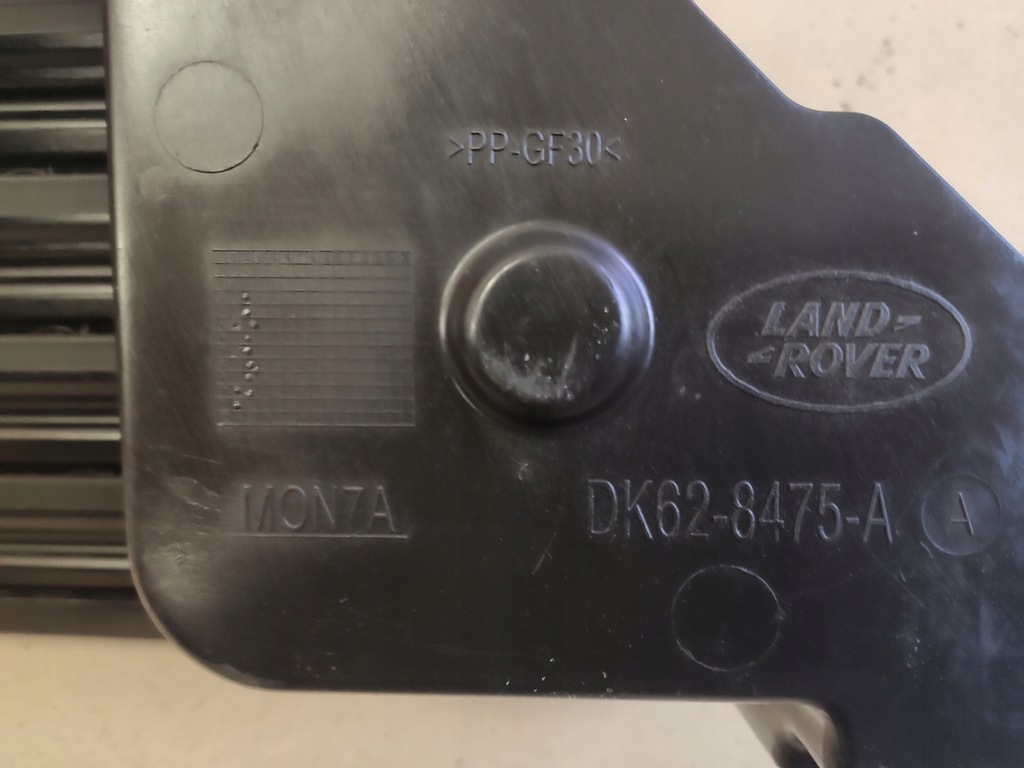 >PP-GF30<
LAND
ROVER
MONZA
DK62-8475-A
A